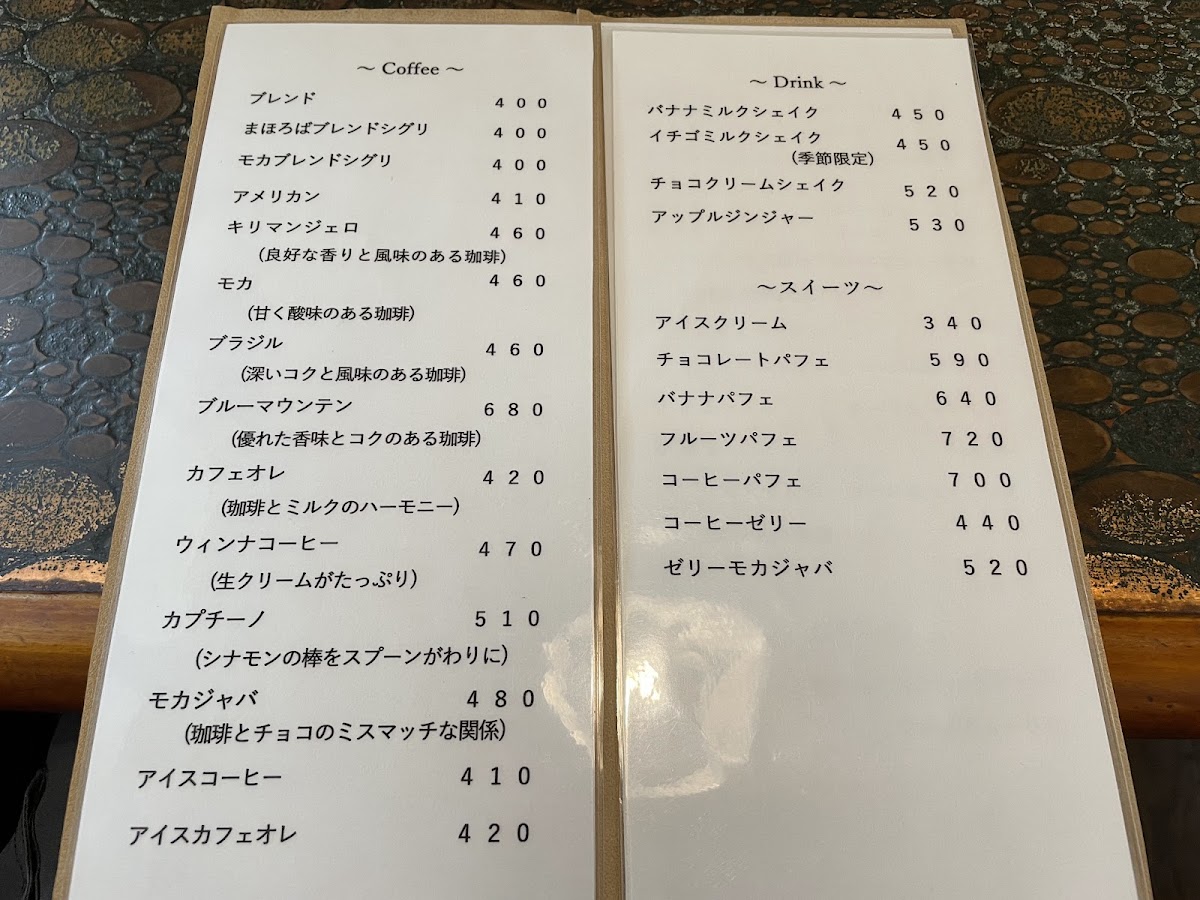 ～ Coffee ～
ブレンド 400
まほろばブレンドシグリ 400
モカブレンドシグリ 400
アメリカン 410
キリマンジェロ 460
(良好な香りと風味のある珈琲)
モカ 460
(甘く酸味のある珈琲)
ブラジル 460
(深いコクと風味のある珈琲)
ブルーマウンテン 680
(優れた香味とコクのある珈琲)
カフェオレ 420
(珈琲とミルクのハーモニー)
ウィンナコーヒー 470
(生クリームがたっぷり)
カプチーノ 510
(シナモンの棒をスプーンがわりに)
モカジャバ 480
(珈琲とチョコのミスマッチな関係)
アイスコーヒー 410
アイスカフェオレ 420
～ Drink ～
バナナミルクシェイク 450
イチゴミルクシェイク 450
(季節限定)
チョコクリームシェイク 520
アップルジンジャー 530
～スイーツ～
アイスクリーム 340
チョコレートパフェ 590
バナナパフェ 640
フルーツパフェ 720
コーヒーパフェ 700
コーヒーゼリー 440
ゼリーモカジャバ 520